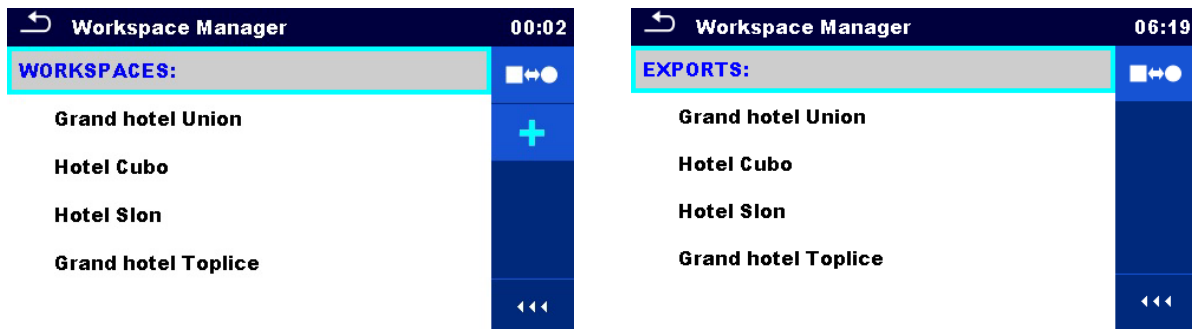 Workspace Manager 00:02
WORKSPACES:
Grand hotel Union
Hotel Cubo
Hotel Slon
Grand hotel Toplice
Workspace Manager 06:19
EXPORTS:
Grand hotel Union
Hotel Cubo
Hotel Slon
Grand hotel Toplice